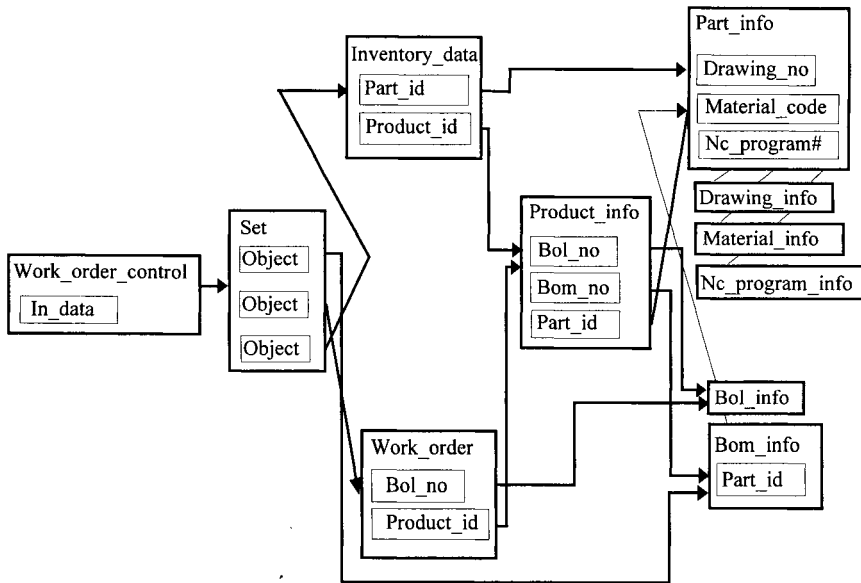 Part_info
Drawing_no
Material_code
Nc_program#
Inventory_data
Part_id
Product_id
Drawing_info
Material_info
Nc_program_info
Product_info
Bol_no
Bom_no
Part_id
Set
Object
Object
Object
Work_order_control
In_data
Bol_info
Work_order
Bol_no
Product_id
Bom_info
Part_id